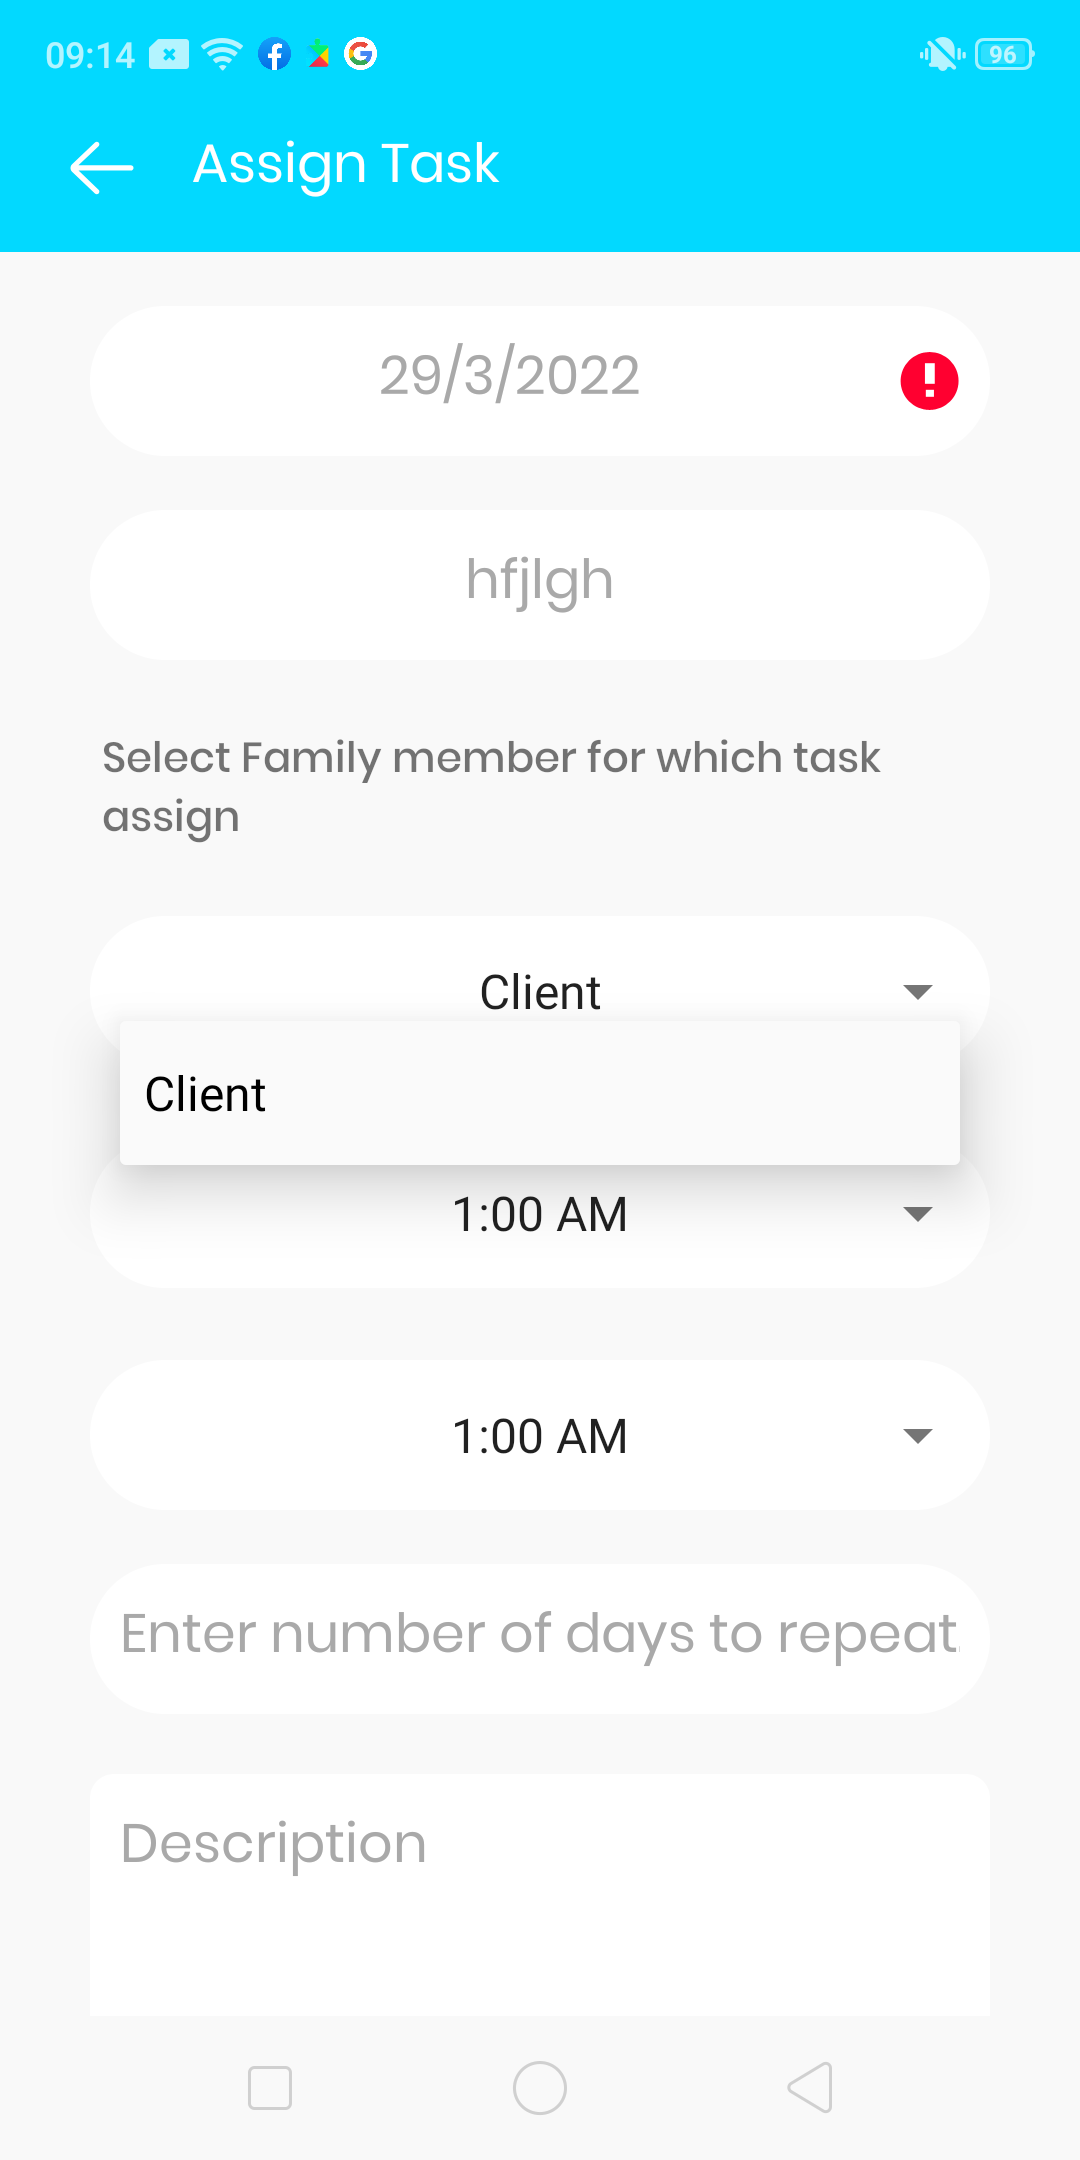 09:14
96
Assign Task
29/3/2022
hfjlgh
Select Family member for which task
assign
Client
Client
1:00 AM
1:00 AM
Enter number of days to repeat.
Description